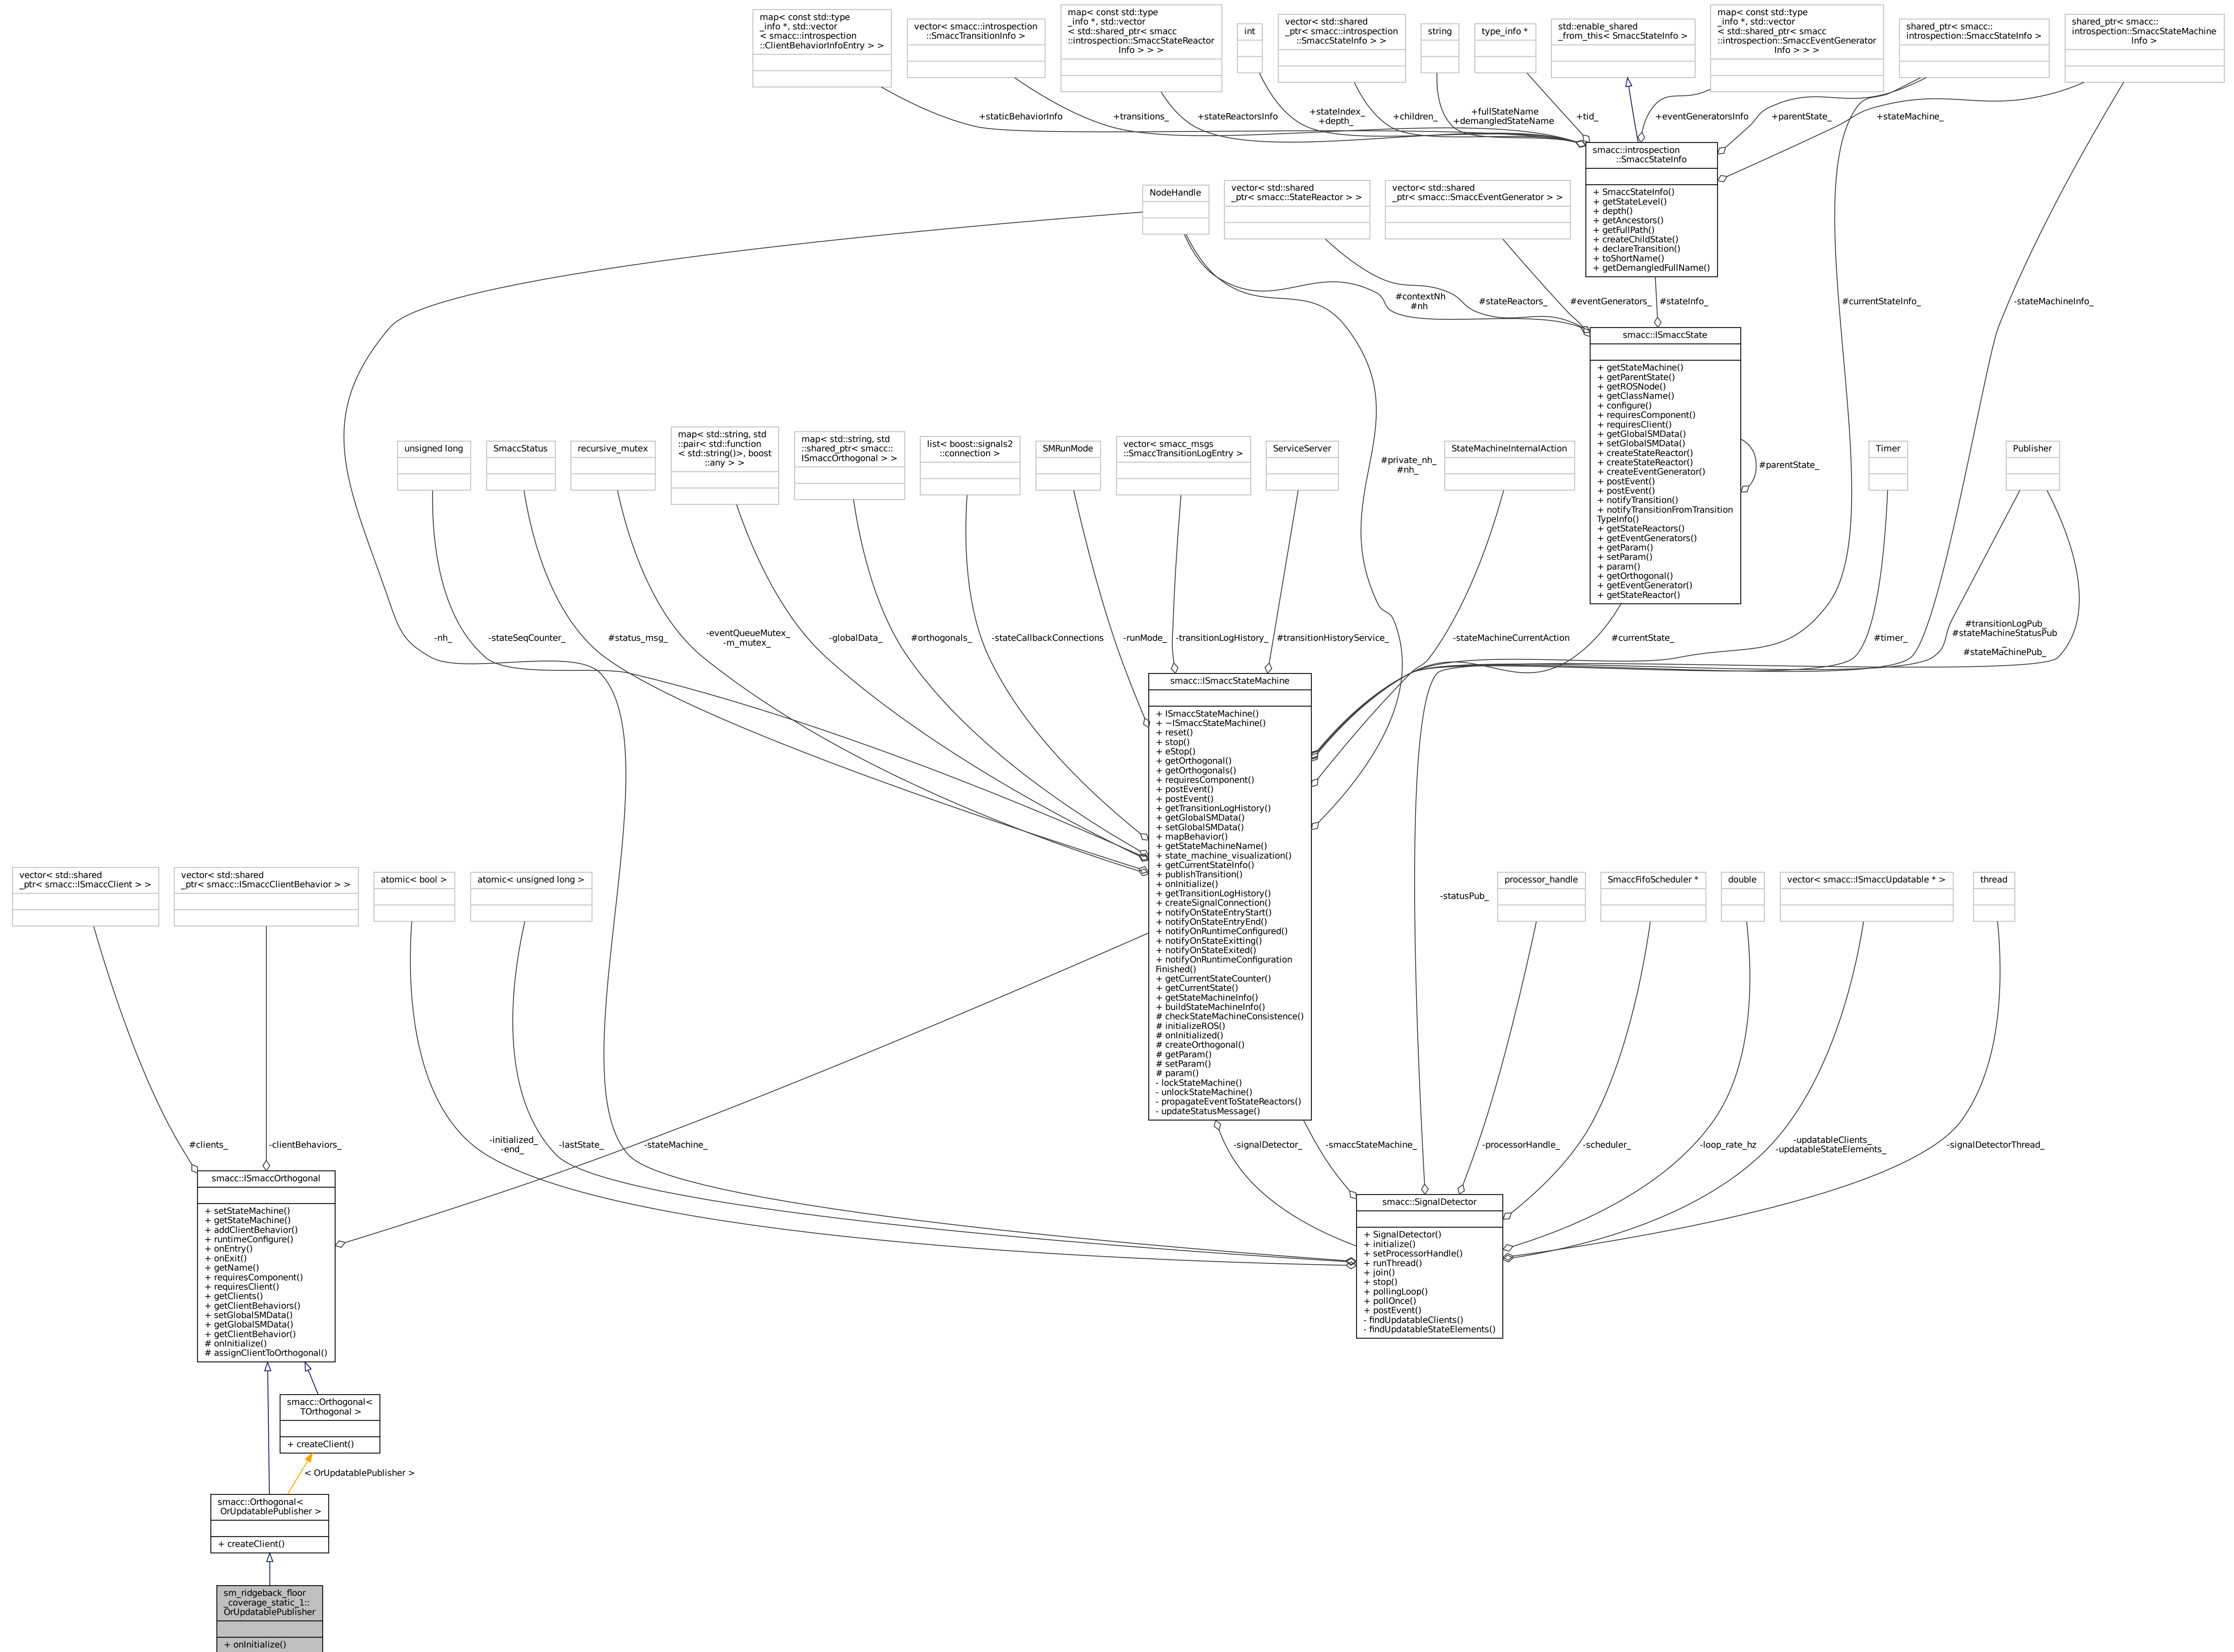 map< const std::type
_info *, std::vector
< smacc::introspection
::ClientBehaviorInfoEntry > >
vector< smacc::introspection
::SmaccTransitionInfo >
map< const std::type
_info *, std::vector
< std::shared_ptr< smacc
::introspection::SmaccStateReactor
Info > > >
int
vector< std::shared
_ptr< smacc::introspection
::SmaccStateInfo > >
string
type_info *
std::enable_shared
_from_this< SmaccStateInfo >
map< const std::type
_info *, std::vector
< std::shared_ptr< smacc
::introspection::SmaccEventGenerator
Info > > >
shared_ptr< smacc::
introspection::SmaccStateInfo >
shared_ptr< smacc::
introspection::SmaccStateMachine
Info >
+staticBehaviorInfo
+transitions_
+stateReactorsInfo
+stateIndex_
+depth_
+children_
+fullStateName
+demangledStateName
+tid_
+eventGeneratorsInfo
+parentState_
+stateMachine_
smacc::introspection
::SmaccStateInfo
+ SmaccStateInfo()
+ getStateLevel()
+ depth()
+ getAncestors()
+ getFullPath()
+ createChildState()
+ declareTransition()
+ toShortName()
+ getDemangledFullName()
NodeHandle
vector< std::shared
_ptr< smacc::StateReactor > >
vector< std::shared
_ptr< smacc::SmaccEventGenerator > >
#contextNh
#nh
#stateReactors_
#eventGenerators_
#stateInfo_
#currentStateInfo_
-stateMachineInfo_
smacc::ISmaccState
+ getStateMachine()
+ getParentState()
+ getROSNode()
+ getClassName()
+ configure()
+ requiresComponent()
+ requiresClient()
+ getGlobalSMData()
+ setGlobalSMData()
+ createStateReactor()
+ createStateReactor()
+ createEventGenerator()
+ postEvent()
+ postEvent()
+ notifyTransition()
+ notifyTransitionFromTransition
TypeInfo()
+ getStateReactors()
+ getEventGenerators()
+ getParam()
+ setParam()
+ param()
+ getOrthogonal()
+ getEventGenerator()
+ getStateReactor()
#parentState_
unsigned long
SmaccStatus
recursive_mutex
map< std::string, std
::pair< std::function
< std::string()>, boost
::any > >
map< std::string, std
::shared_ptr< smacc::
ISmaccOrthogonal > >
list< boost::signals2
::connection >
SMRunMode
vector< smacc_msgs
::SmaccTransitionLogEntry >
ServiceServer
#private_nh_
#nh_
StateMachineInternalAction
Timer
Publisher
-nh_
-stateSeqCounter_
#status_msg_
-eventQueueMutex_
-m_mutex_
-globalData_
#orthogonals_
-stateCallbackConnections
-runMode_
-transitionLogHistory_
#transitionHistoryService_
-stateMachineCurrentAction
#currentState_
#timer_
#transitionLogPub_
#stateMachineStatusPub
_
#stateMachinePub_
smacc::ISmaccStateMachine
+ ISmaccStateMachine()
+ ~ISmaccStateMachine()
+ reset()
+ stop()
+ eStop()
+ getOrthogonal()
+ getOrthogonals()
+ requiresComponent()
+ postEvent()
+ postEvent()
+ getTransitionLogHistory()
+ getGlobalSMData()
+ setGlobalSMData()
+ mapBehavior()
+ getStateMachineName()
+ state_machine_visualization()
+ getCurrentStateInfo()
+ publishTransition()
+ onInitialize()
+ getTransitionLogHistory()
+ createSignalConnection()
+ notifyOnStateEntryStart()
+ notifyOnStateEntryEnd()
+ notifyOnRuntimeConfigured()
+ notifyOnStateExitting()
+ notifyOnStateExited()
+ notifyOnRuntimeConfiguration
Finished()
+ getCurrentStateCounter()
+ getCurrentState()
+ getStateMachineInfo()
+ buildStateMachineInfo()
# checkStateMachineConsistence()
# initializeROS()
# onInitialized()
# createOrthogonal()
# getParam()
# setParam()
# param()
- lockStateMachine()
- unlockStateMachine()
- propagateEventToStateReactors()
- updateStatusMessage()
vector< std::shared
_ptr< smacc::ISmaccClient > >
vector< std::shared
_ptr< smacc::ISmaccClientBehavior > >
atomic< bool >
atomic< unsigned long >
-statusPub_
processor_handle
SmaccFifoScheduler *
double
vector< smacc::ISmaccUpdatable * >
thread
#clients_
-clientBehaviors_
-initialized_
-end_
-lastState_
-stateMachine_
-signalDetector_
-smaccStateMachine_
-processorHandle_
-scheduler_
-loop_rate_hz
-updatableClients_
-updatableStateElements_
-signalDetectorThread_
smacc::ISmaccOrthogonal
+ setStateMachine()
+ getStateMachine()
+ addClientBehavior()
+ runtimeConfigure()
+ onEntry()
+ onExit()
+ getName()
+ requiresComponent()
+ requiresClient()
+ getClients()
+ getClientBehaviors()
+ setGlobalSMData()
+ getGlobalSMData()
+ getClientBehavior()
# onInitialize()
# assignClientToOrthogonal()
smacc::SignalDetector
+ SignalDetector()
+ initialize()
+ setProcessorHandle()
+ runThread()
+ join()
+ stop()
+ pollingLoop()
+ pollOnce()
+ postEvent()
- findUpdatableClients()
- findUpdatableStateElements()
smacc::Orthogonal<
TOrthogonal >
+ createClient()
< OrUpdatablePublisher >
smacc::Orthogonal<
OrUpdatablePublisher >
+ createClient()
sm_ridgeback_floor
_coverage_static_1::
OrUpdatablePublisher
+ onInitialize()